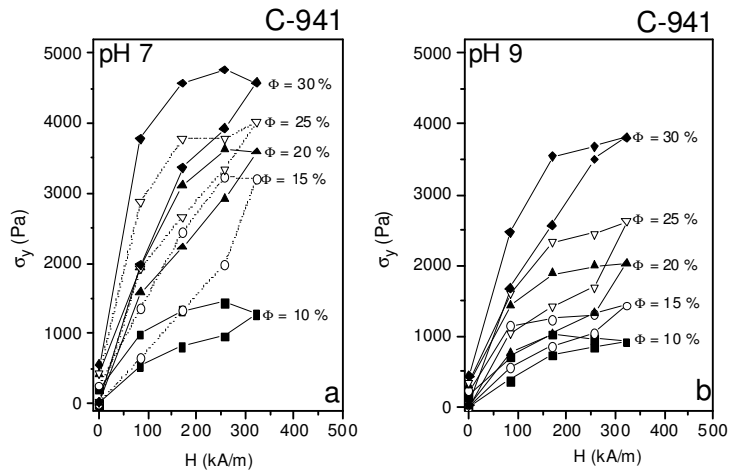 C-941
pH 7
5000
4000
3000
2000
1000
0
σy (Pa)
Φ = 30 %
Φ = 25 %
Φ = 20 %
Φ = 15 %
Φ = 10 %
a
0 100 200 300 400 500
H (kA/m)
C-941
pH 9
5000
4000
3000
2000
1000
0
σy (Pa)
Φ = 30 %
Φ = 25 %
Φ = 20 %
Φ = 15 %
Φ = 10 %
b
0 100 200 300 400 500
H (kA/m)